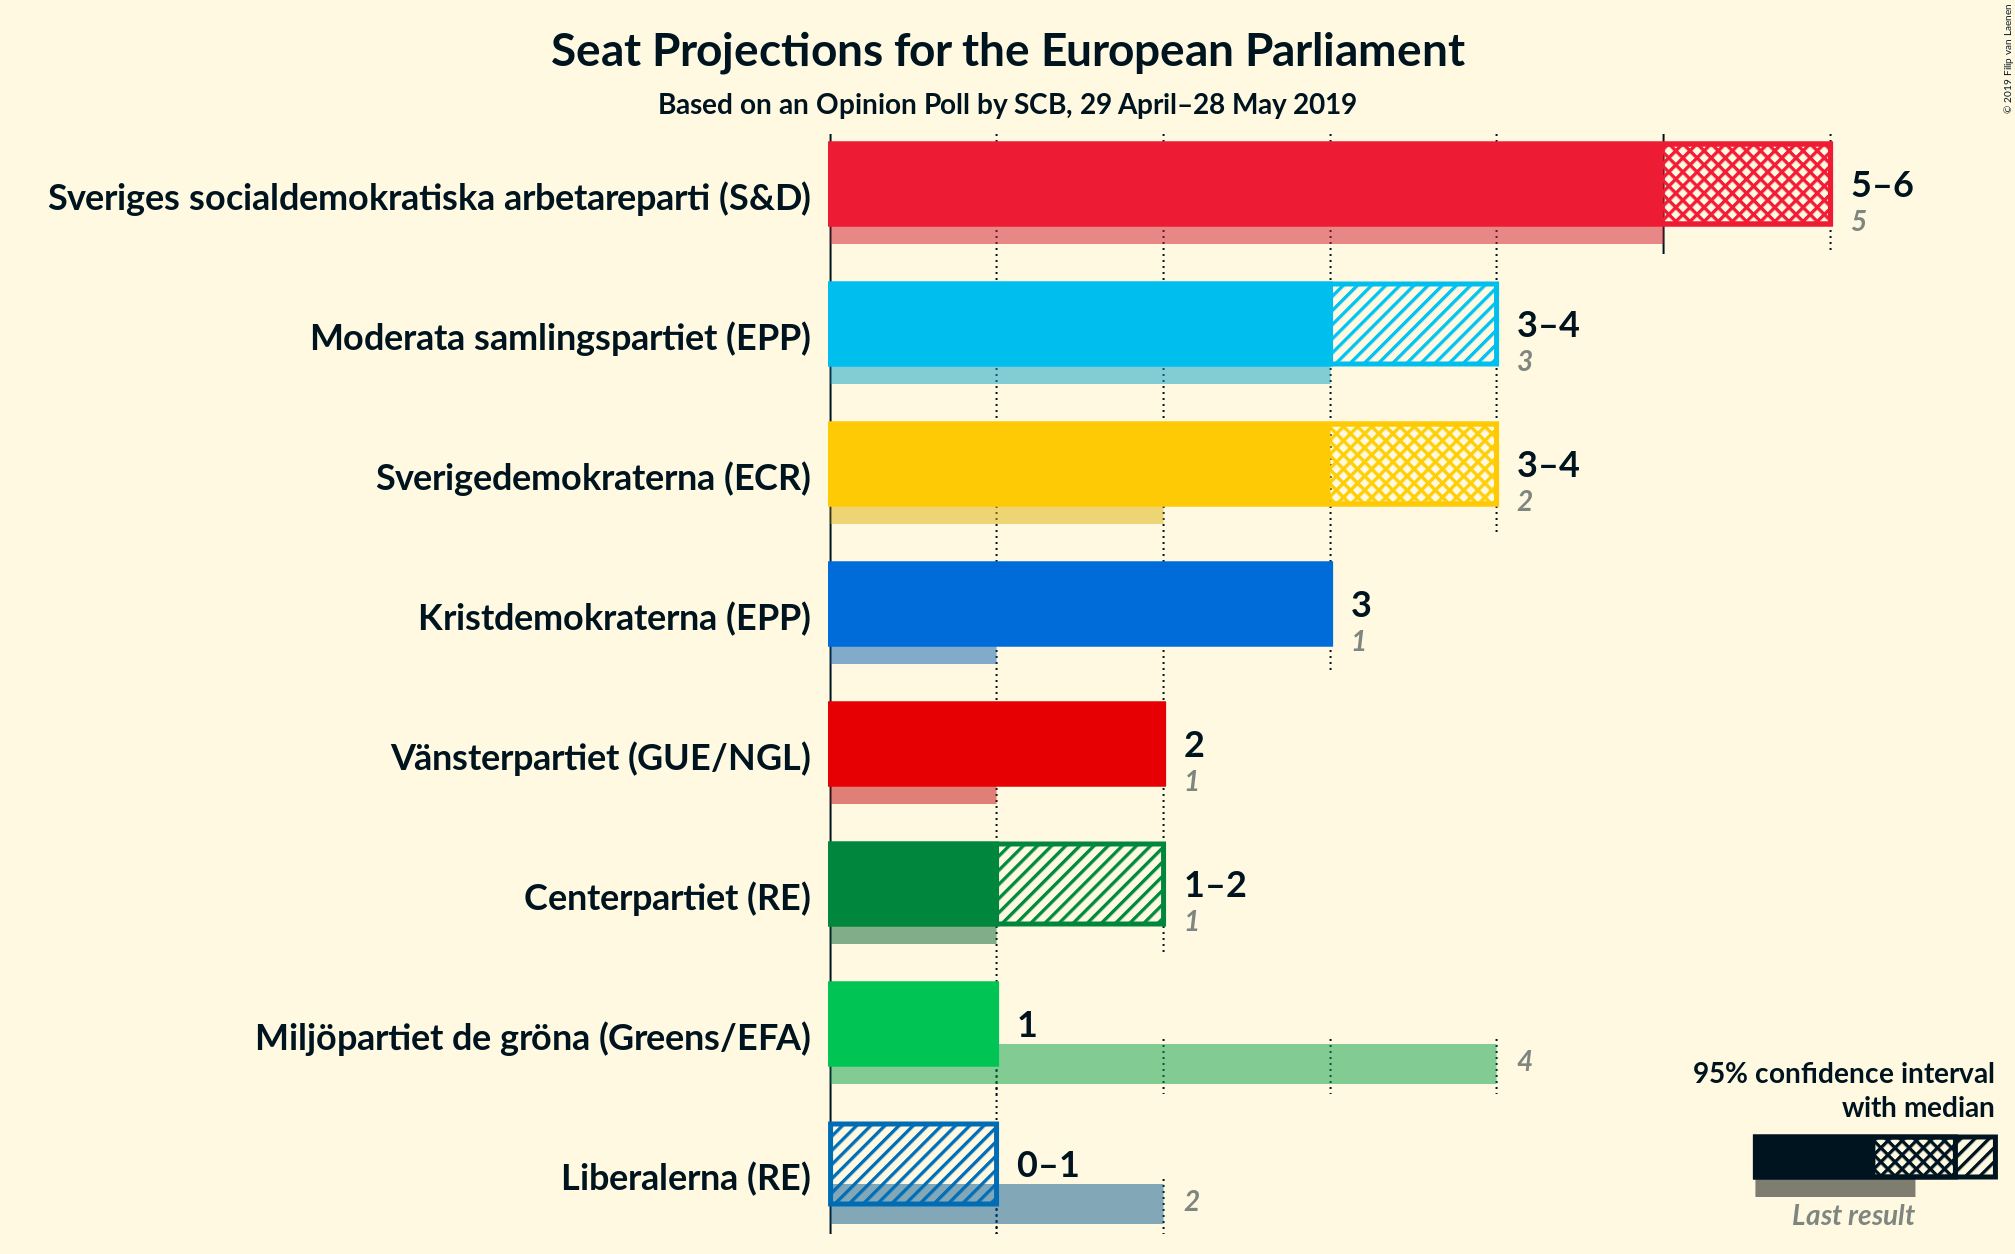 Seat Projections for the European Parliament
Based on an Opinion Poll by SCB, 29 April–28 May 2019
© 2019 Filip van Laenen
Sveriges socialdemokratiska arbetareparti (S&D)
5–6
5
Moderata samlingspartiet (EPP)
3–4
3
Sverigedemokraterna (ECR)
3–4
2
Kristdemokraterna (EPP)
3
1
Vänsterpartiet (GUE/NGL)
2
1
Centerpartiet (RE)
1–2
1
Miljöpartiet de gröna (Greens/EFA)
1
4
Liberalerna (RE)
0–1
2
95% confidence interval
with median
Last result